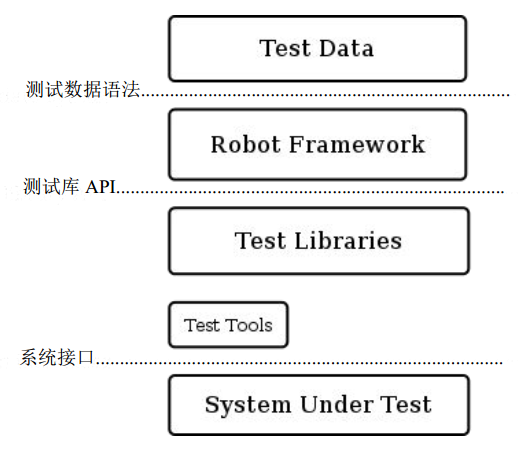 Test Data
测试数据语法..........................................................................
Robot Framework
测试库 API..............................................................................
Test Libraries
Test Tools
系统接口.................................................................................
System Under Test